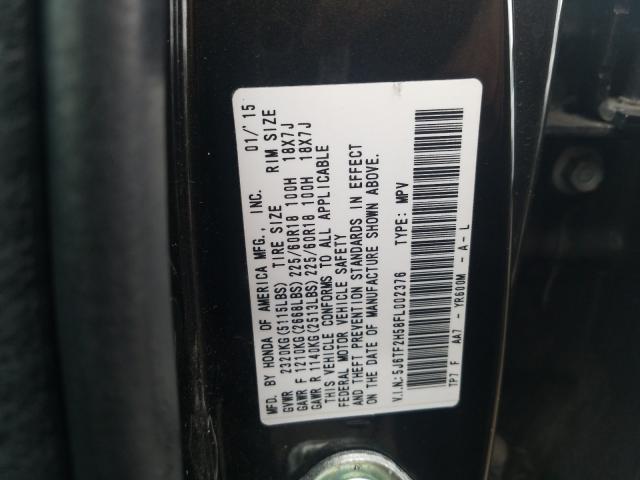 MFD. BY HONDA OF AMERICA MFG., INC. 01/ 15
TIRE SIZE RIM SIZE
GVWR 2320KG(5115LBS)
GAWR F 1210KG(2668LBS) 225/60R18 100H 18X7J
GAWR R 1140KG(2513LBS) 225/60R18 100H 18X7J
THIS VEHICLE CONFORMS TO ALL APPLICABLE
FEDERAL MOTOR VEHICLE SAFETY
AND THEFT PREVENTION STANDARDS IN EFFECT
ON THE DATE OF MANUFACTURE SHOWN ABOVE.
V.I.N.:5J6TF2H58FL002376 TYPE: MPV
TP7 F AA7 - YR600M - A - L